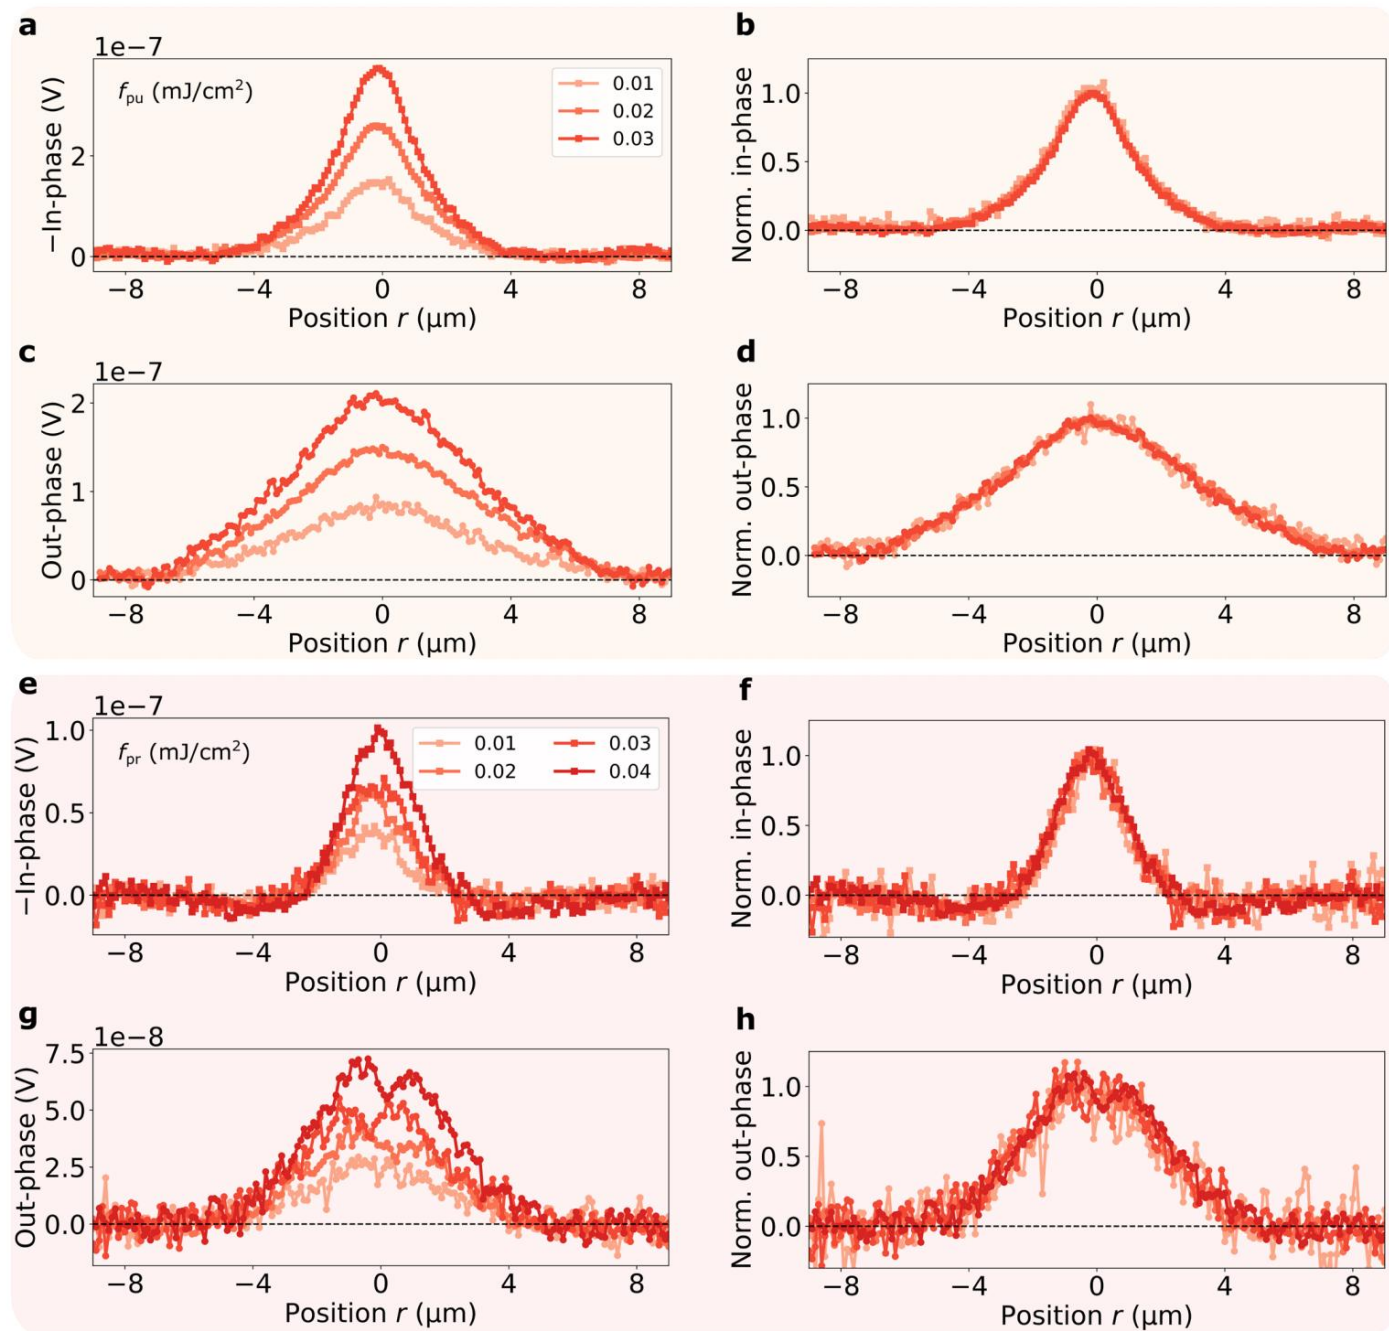 a
1e−7
−In-phase (V)
2
0
f_pu (mJ/cm²)
0.01
0.02
0.03
−8 −4 0 4 8
Position r (μm)
b
Norm. in-phase
1.0
0.5
0.0
−8 −4 0 4 8
Position r (μm)
c
1e−7
Out-phase (V)
2
1
0
−8 −4 0 4 8
Position r (μm)
d
Norm. out-phase
1.0
0.5
0.0
−8 −4 0 4 8
Position r (μm)
e
1e−7
−In-phase (V)
1.0
0.5
0.0
f_pr (mJ/cm²)
0.01 0.03
0.02 0.04
−8 −4 0 4 8
Position r (μm)
f
Norm. in-phase
1.0
0.5
0.0
−8 −4 0 4 8
Position r (μm)
g
1e−8
Out-phase (V)
7.5
5.0
2.5
0.0
−8 −4 0 4 8
Position r (μm)
h
Norm. out-phase
1.0
0.5
0.0
−8 −4 0 4 8
Position r (μm)